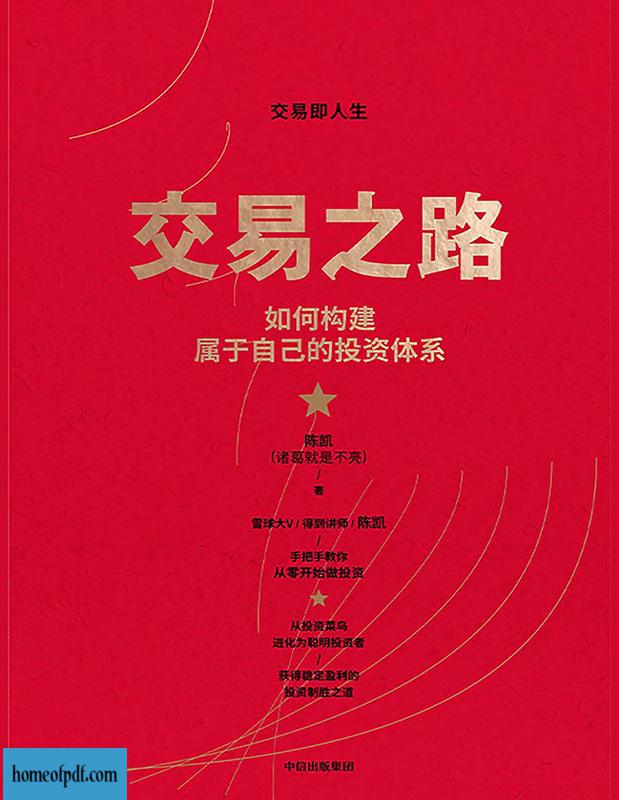 交易即人生
交易之路
如何构建
属于自己的投资体系
陈凯
(诸葛就是不亮)
/
著
雪球大V/得到讲师/陈凯
/
手把手教你
从零开始做投资
从投资菜鸟
进化为聪明投资者
/
获得稳定盈利的
投资制胜之道
中信出版集团
homeofpdf.com